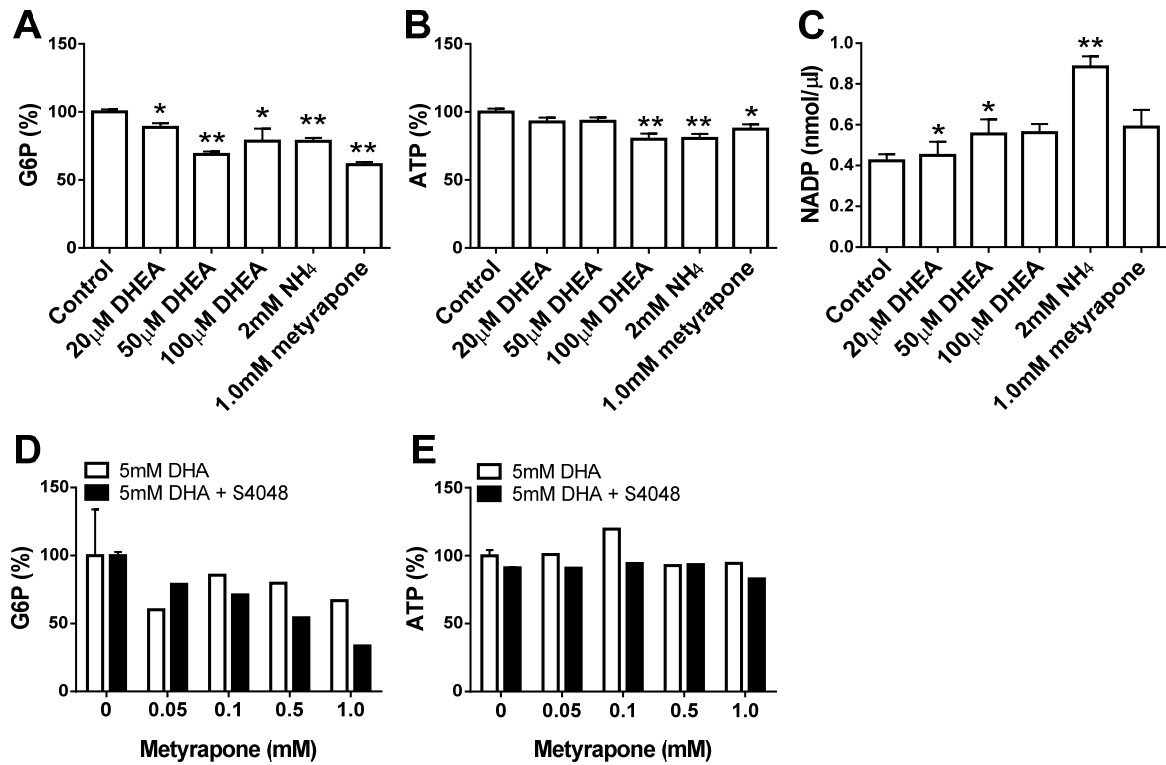 A
150
100
50
0
G6P (%)
*
**
*
**
**
Control
20μM DHEA
50μM DHEA
100μM DHEA
2mM NH4
1.0mM metyrapone
B
150
100
50
0
ATP (%)
**
**
*
Control
20μM DHEA
50μM DHEA
100μM DHEA
2mM NH4
1.0mM metyrapone
C
1.0
0.8
0.6
0.4
0.2
0.0
NADP (nmol/μl)
*
*
**
Control
20μM DHEA
50μM DHEA
100μM DHEA
2mM NH4
1.0mM metyrapone
D
5mM DHA
5mM DHA + S4048
150
100
50
0
G6P (%)
0 0.05 0.1 0.5 1.0
Metyrapone (mM)
E
5mM DHA
5mM DHA + S4048
150
100
50
0
ATP (%)
0 0.05 0.1 0.5 1.0
Metyrapone (mM)